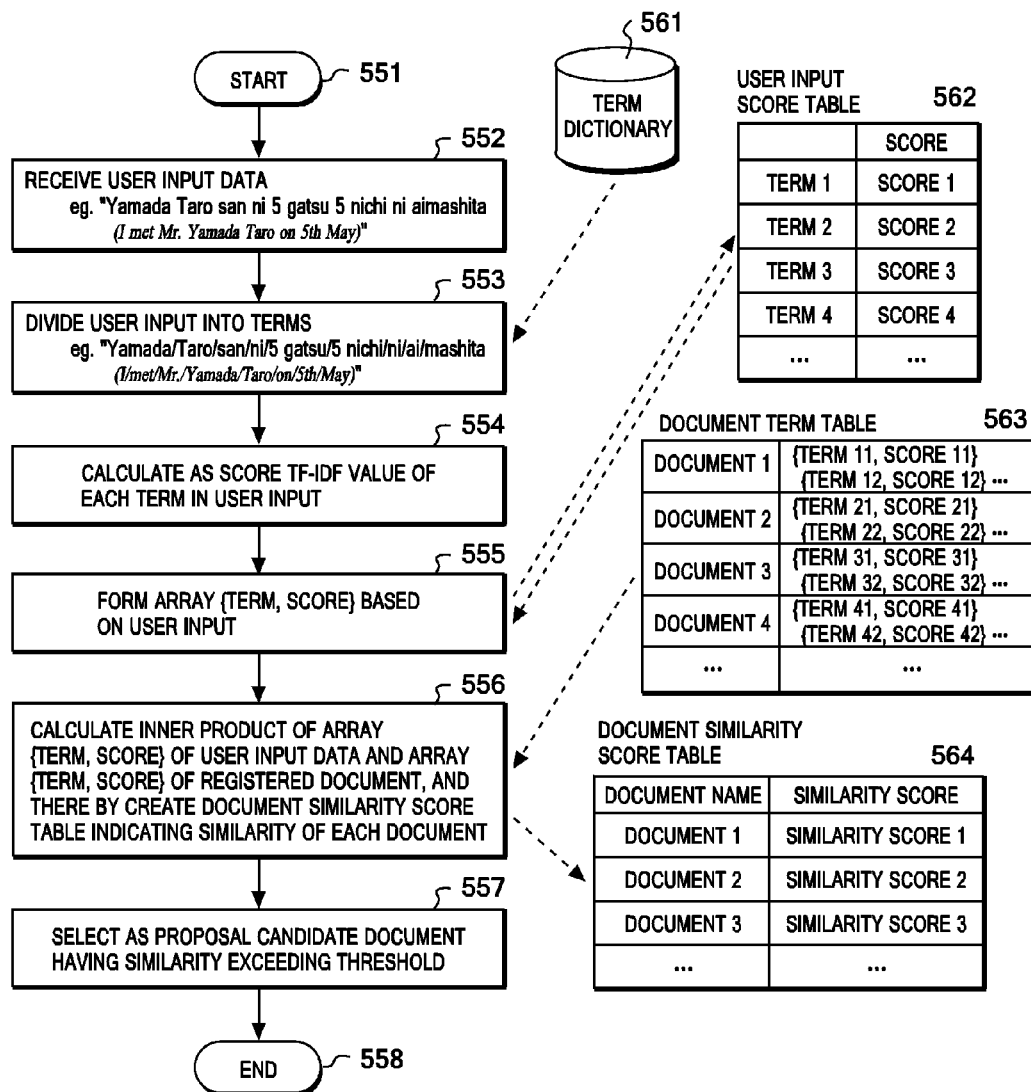 START
551
552
RECEIVE USER INPUT DATA
eg. "Yamada Taro san ni 5 gatsu 5 nichi ni aimashita
(I met Mr. Yamada Taro on 5th May)"
553
DIVIDE USER INPUT INTO TERMS
eg. "Yamada/Taro/san/ni/5 gatsu/5 nichi/ni/ai/mashita
(I/met/Mr./Yamada/Taro/on/5th/May)"
554
CALCULATE AS SCORE TF-IDF VALUE OF
EACH TERM IN USER INPUT
555
FORM ARRAY {TERM, SCORE} BASED
ON USER INPUT
556
CALCULATE INNER PRODUCT OF ARRAY
{TERM, SCORE} OF USER INPUT DATA AND ARRAY
{TERM, SCORE} OF REGISTERED DOCUMENT, AND
THERE BY CREATE DOCUMENT SIMILARITY SCORE
TABLE INDICATING SIMILARITY OF EACH DOCUMENT
557
SELECT AS PROPOSAL CANDIDATE DOCUMENT
HAVING SIMILARITY EXCEEDING THRESHOLD
END
558
561
TERM
DICTIONARY
USER INPUT
SCORE TABLE
562
SCORE
TERM 1 SCORE 1
TERM 2 SCORE 2
TERM 3 SCORE 3
TERM 4 SCORE 4
... ...
DOCUMENT TERM TABLE
563
DOCUMENT 1
{TERM 11, SCORE 11}
{TERM 12, SCORE 12} ...
DOCUMENT 2
{TERM 21, SCORE 21}
{TERM 22, SCORE 22} ...
DOCUMENT 3
{TERM 31, SCORE 31}
{TERM 32, SCORE 32} ...
DOCUMENT 4
{TERM 41, SCORE 41}
{TERM 42, SCORE 42} ...
... ...
DOCUMENT SIMILARITY
SCORE TABLE
564
DOCUMENT NAME SIMILARITY SCORE
DOCUMENT 1 SIMILARITY SCORE 1
DOCUMENT 2 SIMILARITY SCORE 2
DOCUMENT 3 SIMILARITY SCORE 3
... ...